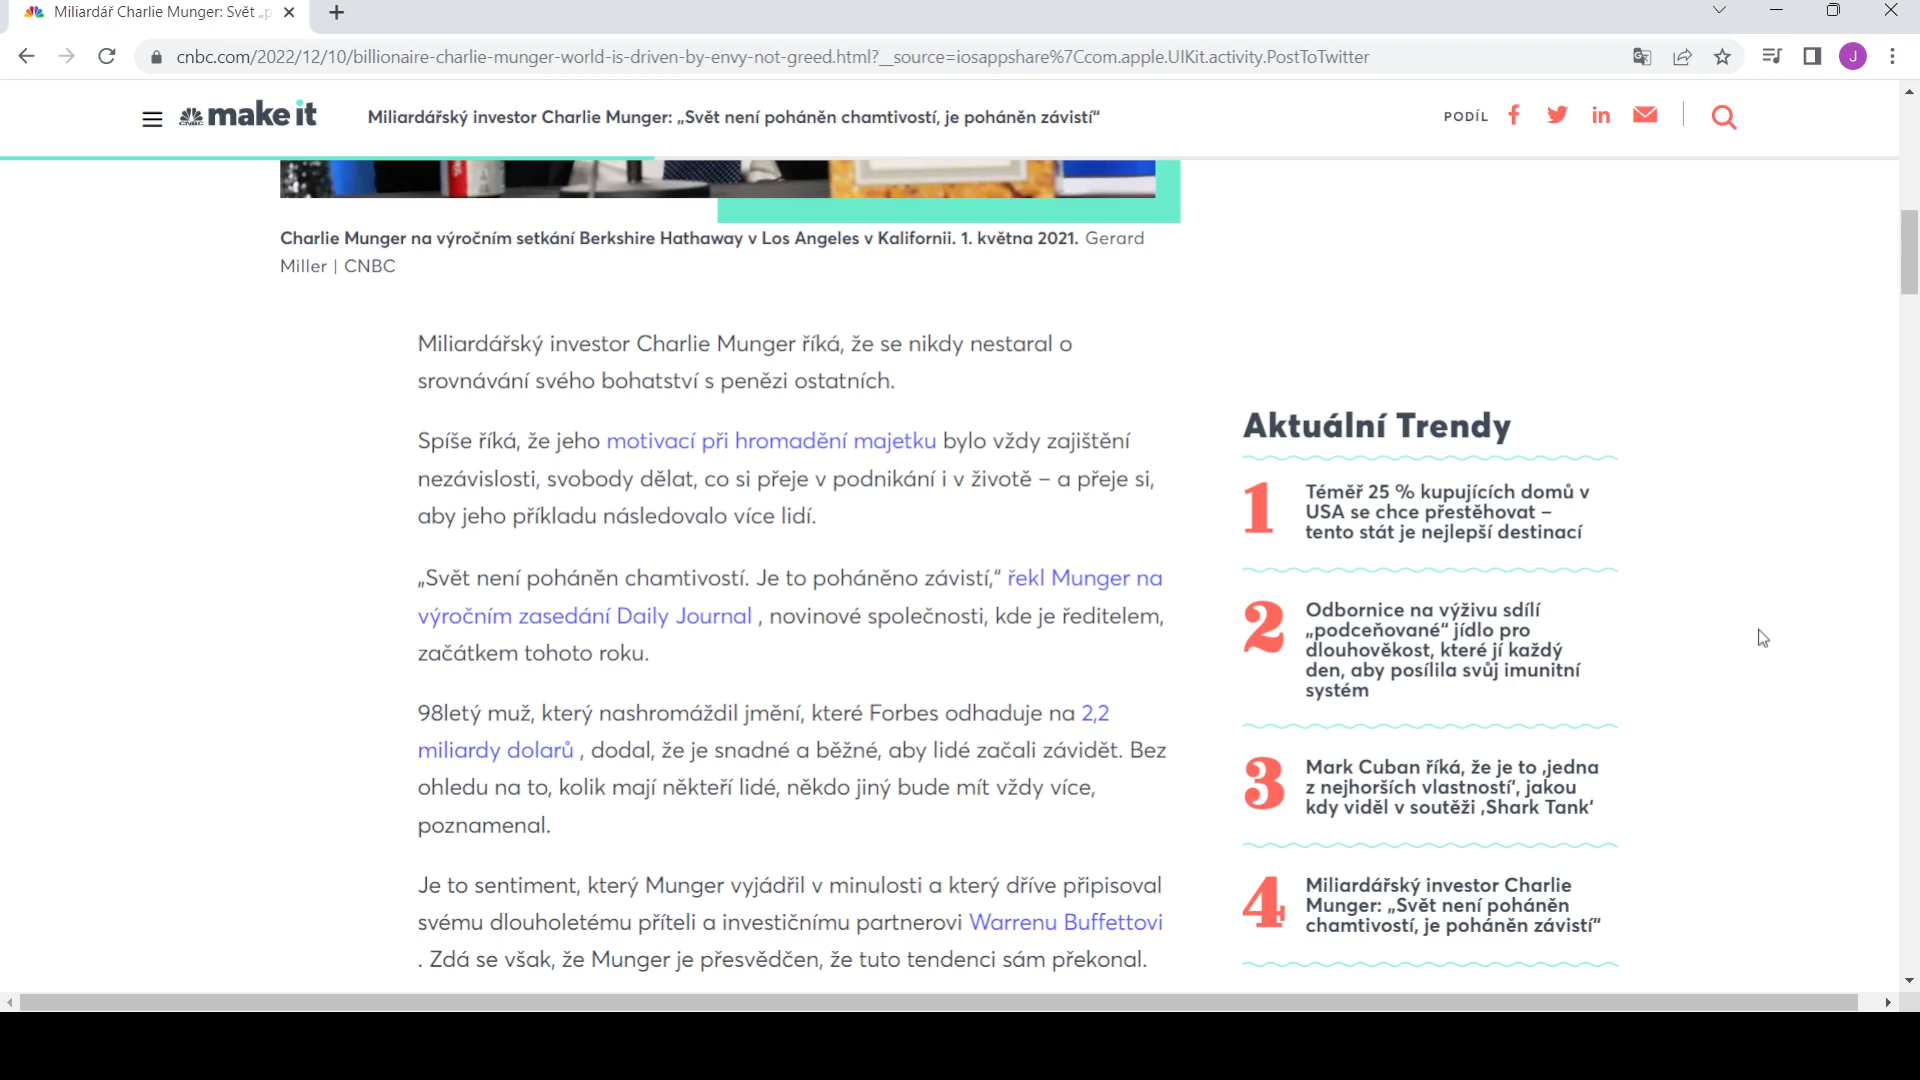 Miliardář Charlie Munger: Svět „p
cnbc.com/2022/12/10/billionaire-charlie-munger-world-is-driven-by-envy-not-greed.html?__source=iosappshare%7Ccom.apple.UIKit.activity.PostToTwitter
J
CNBC
make it
Miliardářský investor Charlie Munger: „Svět není poháněn chamtivostí, je poháněn závistí“
PODÍL
Charlie Munger na výročním setkání Berkshire Hathaway v Los Angeles v Kalifornii. 1. května 2021. Gerard
Miller | CNBC
Miliardářský investor Charlie Munger říká, že se nikdy nestaral o
srovnávání svého bohatství s penězi ostatních.
Spíše říká, že jeho motivací při hromadění majetku bylo vždy zajištění
nezávislosti, svobody dělat, co si přeje v podnikání i v životě – a přeje si,
aby jeho příkladu následovalo více lidí.
„Svět není poháněn chamtivostí. Je to poháněno závistí,“ řekl Munger na
výročním zasedání Daily Journal , novinové společnosti, kde je ředitelem,
začátkem tohoto roku.
98letý muž, který nashromáždil jmění, které Forbes odhaduje na 2,2
miliardy dolarů , dodal, že je snadné a běžné, aby lidé začali závidět. Bez
ohledu na to, kolik mají někteří lidé, někdo jiný bude mít vždy více,
poznamenal.
Je to sentiment, který Munger vyjádřil v minulosti a který dříve připisoval
svému dlouholetému příteli a investičnímu partnerovi Warrenu Buffettovi
. Zdá se však, že Munger je přesvědčen, že tuto tendenci sám překonal.
Aktuální Trendy
1
Téměř 25 % kupujících domů v
USA se chce přestěhovat –
tento stát je nejlepší destinací
2
Odbornice na výživu sdílí
„podceňované“ jídlo pro
dlouhověkost, které jí každý
den, aby posílila svůj imunitní
systém
3
Mark Cuban říká, že je to ‚jedna
z nejhorších vlastností‘, jakou
kdy viděl v soutěži ‚Shark Tank‘
4
Miliardářský investor Charlie
Munger: „Svět není poháněn
chamtivostí, je poháněn závistí“